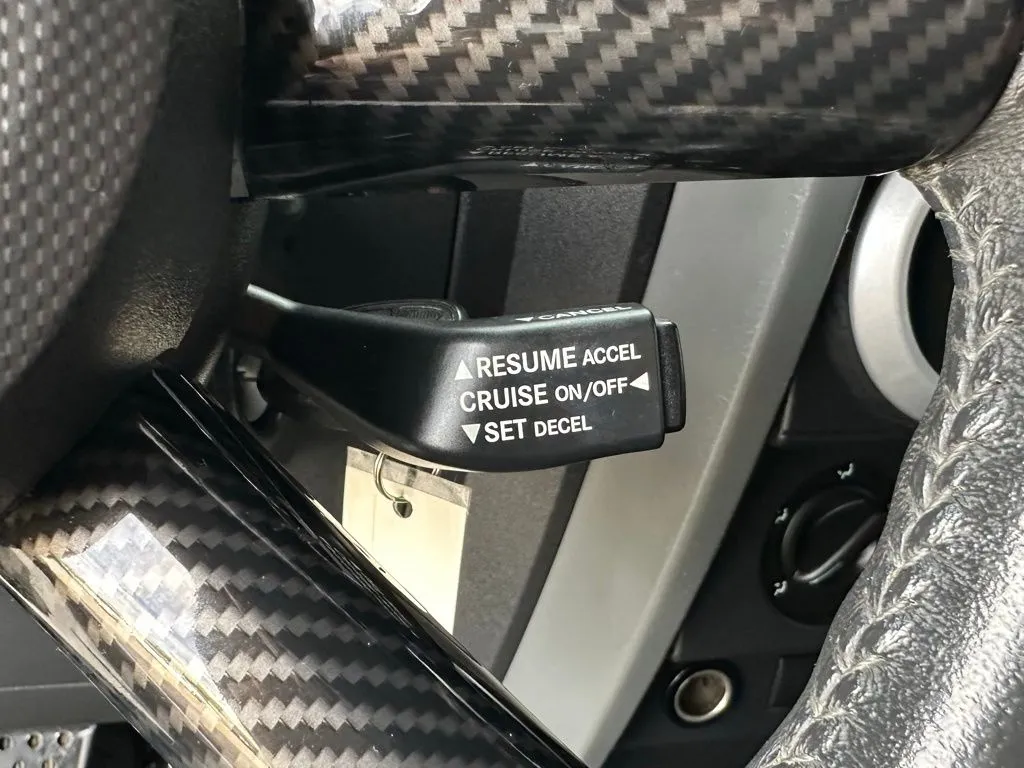 ▼CANCEL
▲RESUME ACCEL
CRUISE ON/OFF◀
▼SET DECEL